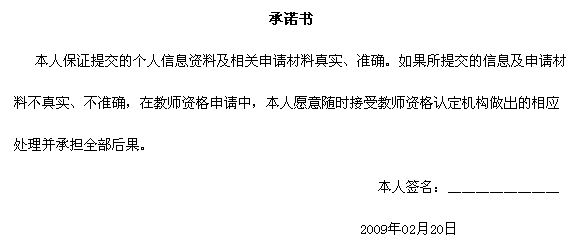 承诺书
本人保证提交的个人信息资料及相关申请材料真实、准确。如果所提交的信息及申请材
料不真实、不准确，在教师资格申请中，本人愿意随时接受教师资格认定机构做出的相应
处理并承担全部后果。
本人签名：________________
2009年02月20日